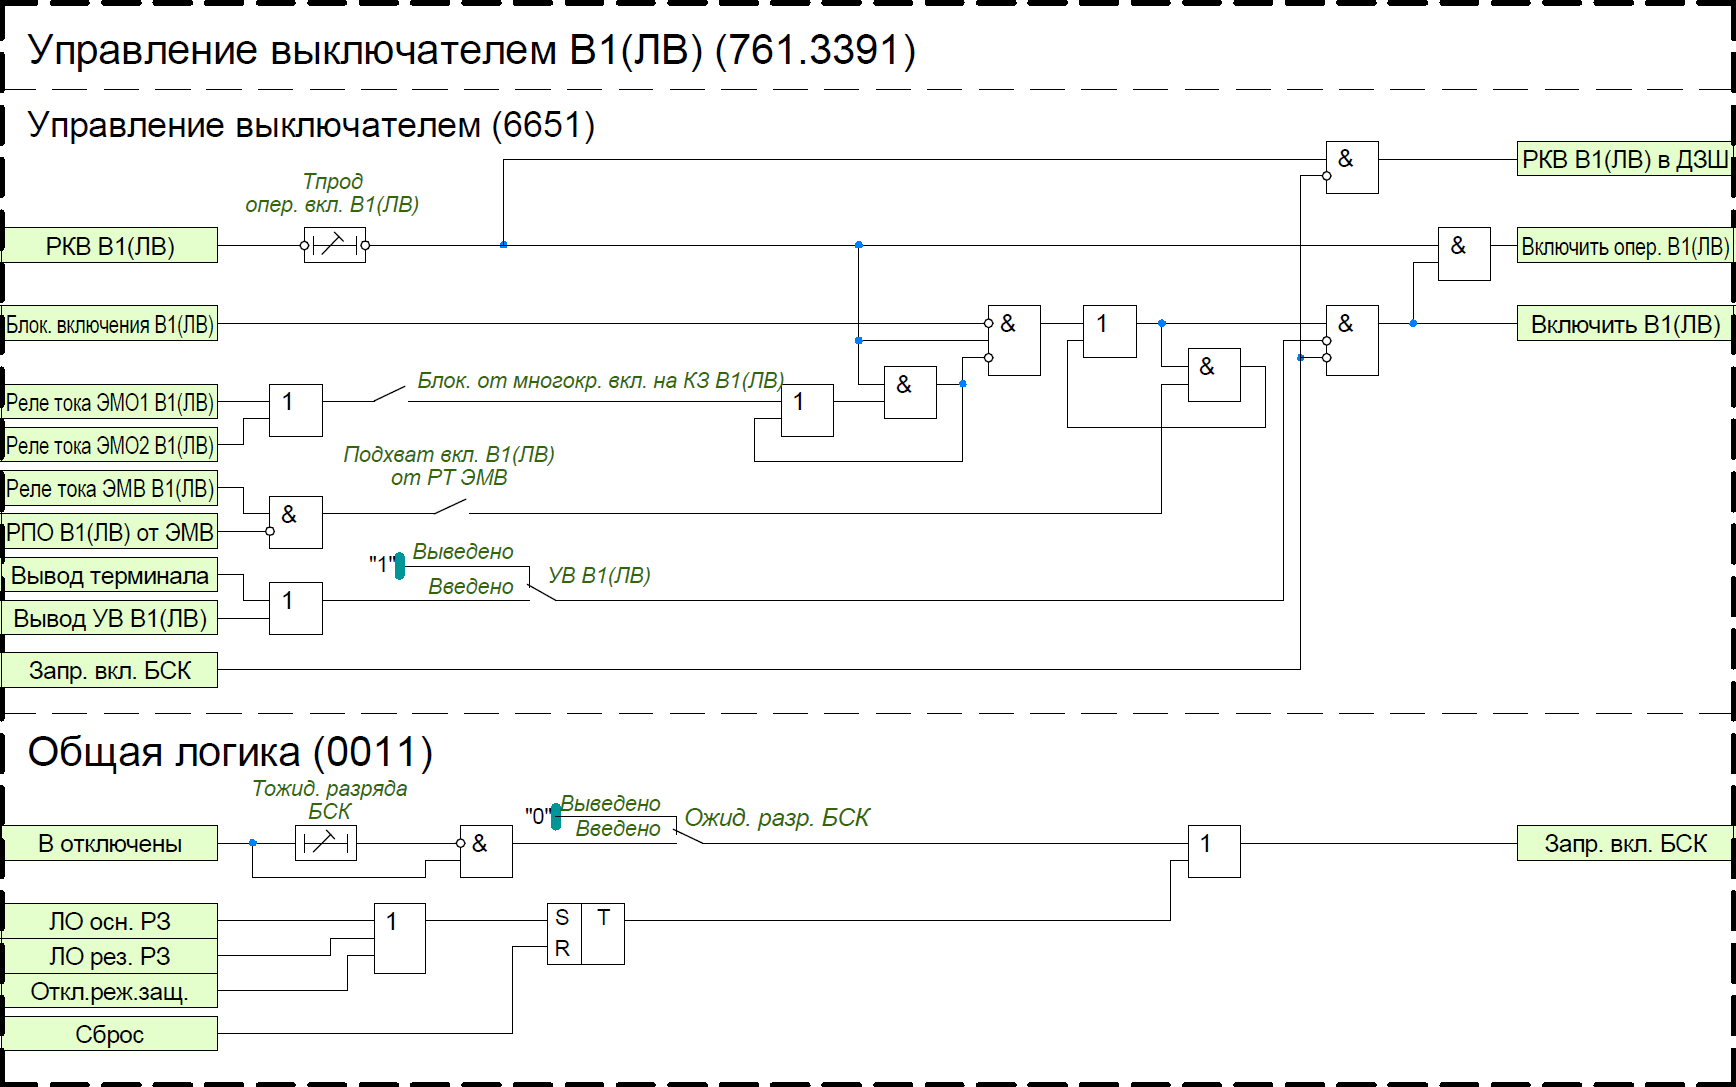 Управление выключателем В1(ЛВ) (761.3391)
Управление выключателем (6651)
&
РКВ В1(ЛВ) в ДЗШ
Тпрод
опер. вкл. В1(ЛВ)
РКВ В1(ЛВ)
&
Включить опер. В1(ЛВ)
Блок. включения В1(ЛВ)
&
1
&
Включить В1(ЛВ)
&
Блок. от многокр. вкл. на КЗ В1(ЛВ)
&
Реле тока ЭМО1 В1(ЛВ)
1
1
Реле тока ЭМО2 В1(ЛВ)
Подхват вкл. В1(ЛВ)
от РТ ЭМВ
Реле тока ЭМВ В1(ЛВ)
&
РПО В1(ЛВ) от ЭМВ
"1"
Выведено
Вывод терминала
Введено
УВ В1(ЛВ)
1
Вывод УВ В1(ЛВ)
Запр. вкл. БСК
Общая логика (0011)
Тожид. разряда
БСК
"0"
Выведено
Введено
Ожид. разр. БСК
В отключены
&
1
Запр. вкл. БСК
ЛО осн. РЗ
1
S
T
R
ЛО рез. РЗ
Откл.реж.защ.
Сброс